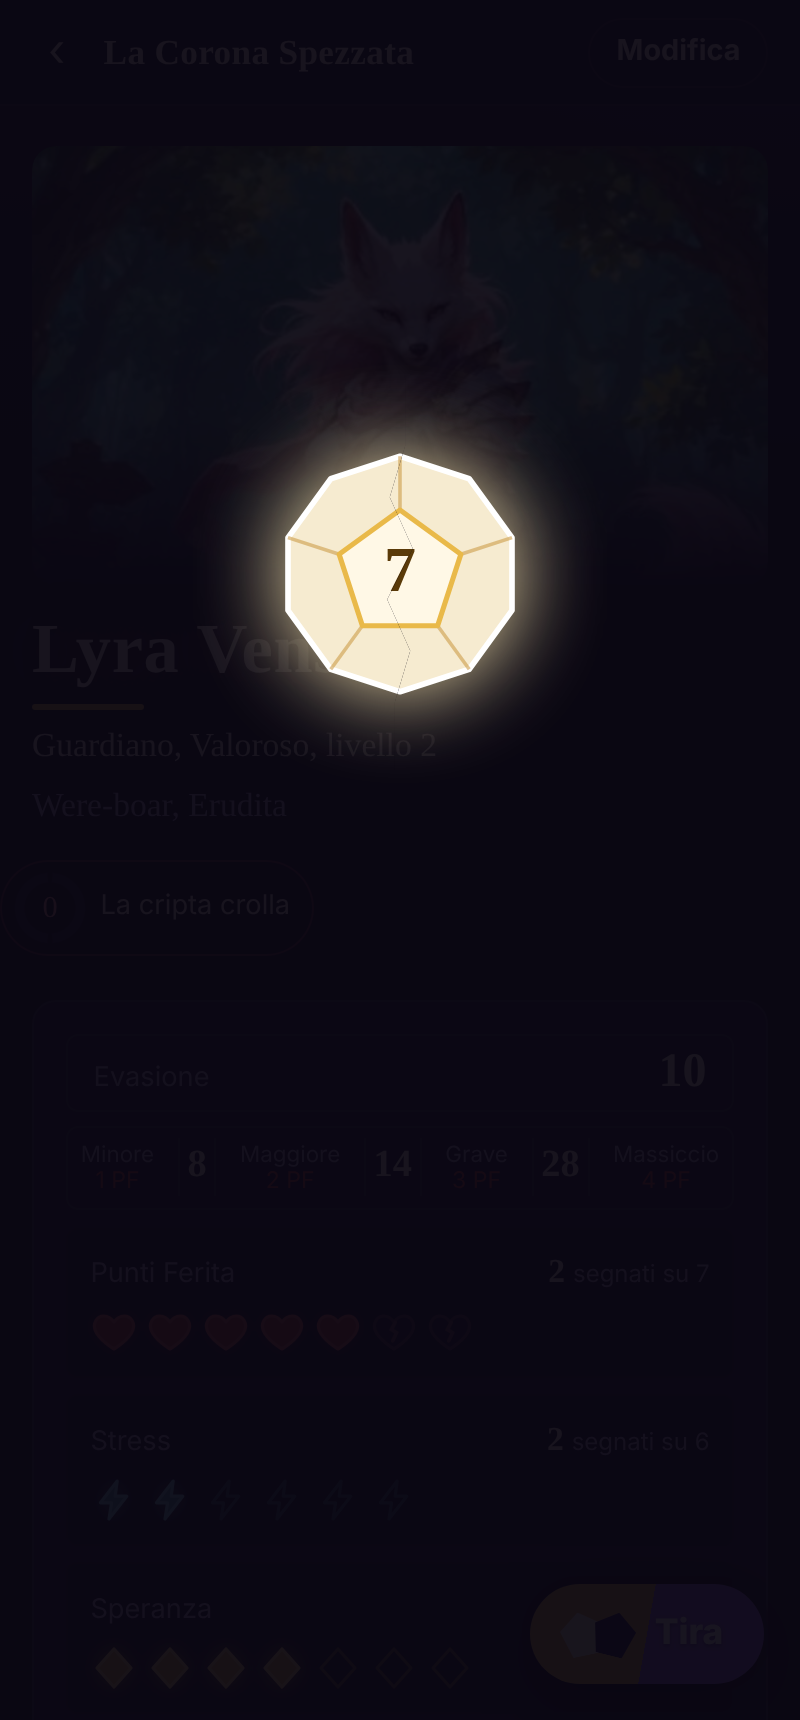 La Corona Spezzata
Modifica
7
Lyra
Guardiano, Valoroso, livello 2
Were-boar, Erudita
0 La cripta crolla
Evasione 10
Minore 8 Maggiore 14 Grave 28 Massiccio
1 PF 2 PF 3 PF 4 PF
Punti Ferita 2 segnati su 7
Stress 2 segnati su 6
Speranza
Tira